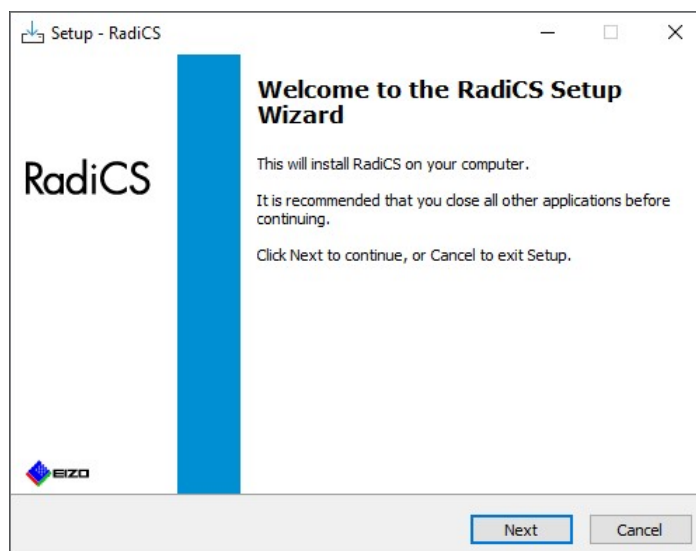 Setup - RadiCS
Welcome to the RadiCS Setup
Wizard
RadiCS
This will install RadiCS on your computer.
It is recommended that you close all other applications before
continuing.
Click Next to continue, or Cancel to exit Setup.
EIZO
Next
Cancel